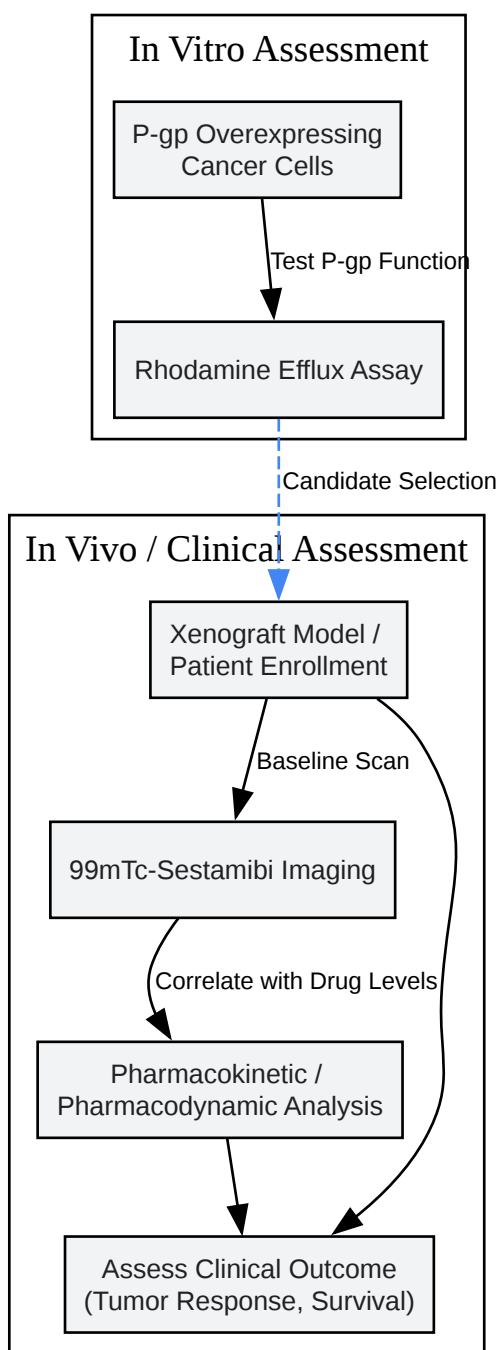 In Vitro Assessment
P-gp Overexpressing
Cancer Cells
Test P-gp Function
Rhodamine Efflux Assay
Candidate Selection
In Vivo / Clinical Assessment
Xenograft Model /
Patient Enrollment
Baseline Scan
99mTc-Sestamibi Imaging
Correlate with Drug Levels
Pharmacokinetic /
Pharmacodynamic Analysis
Assess Clinical Outcome
(Tumor Response, Survival)